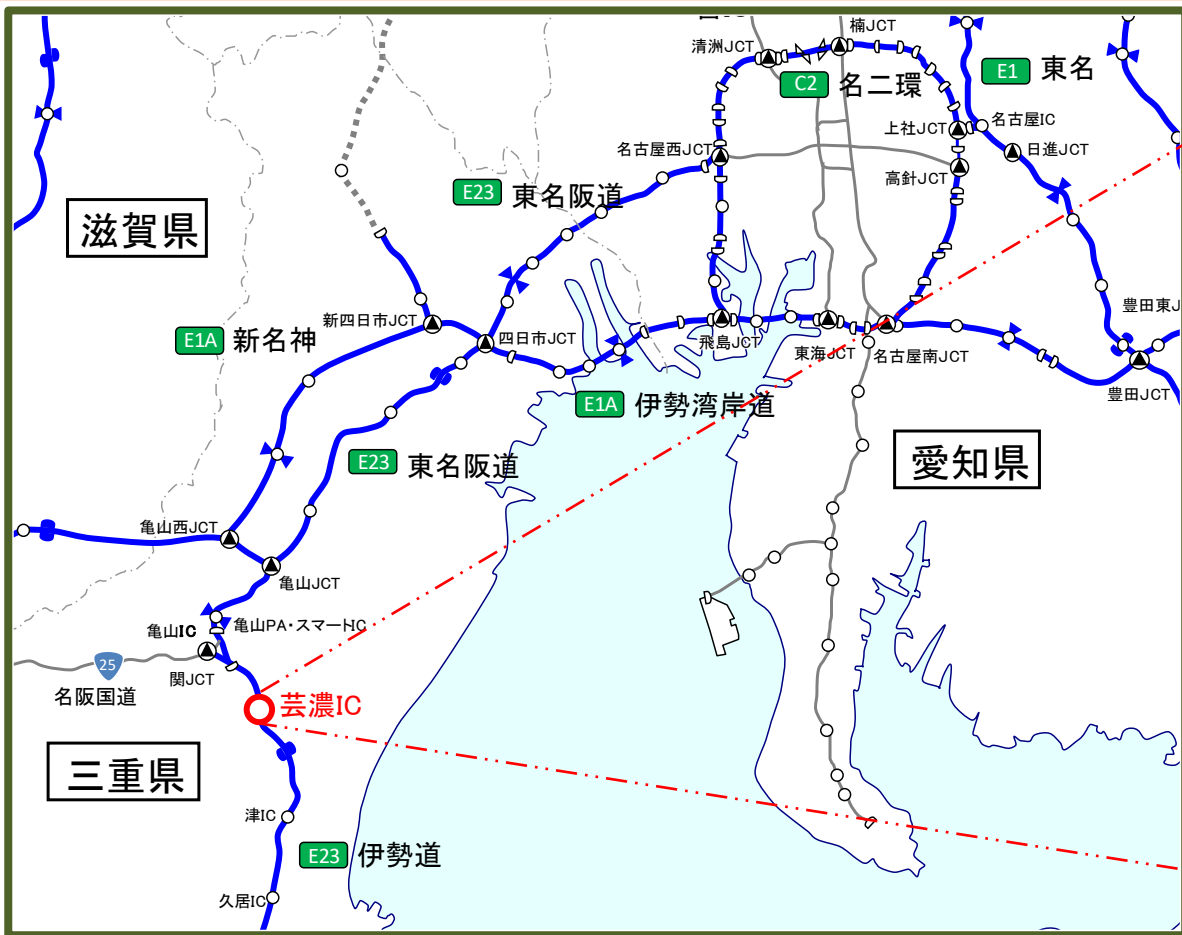 清洲JCT
楠JCT
C2 名二環
E1 東名
名古屋IC
上社JCT
日進JCT
名古屋西JCT
高針JCT
E23 東名阪道
滋賀県
新四日市JCT
四日市JCT
E1A 新名神
飛島JCT
東海JCT
名古屋南JCT
豊田東J
豊田JCT
E1A 伊勢湾岸道
E23 東名阪道
愛知県
亀山西JCT
亀山JCT
亀山IC
亀山PA・スマートIC
25
関JCT
名阪国道
芸濃IC
三重県
津IC
E23 伊勢道
久居IC